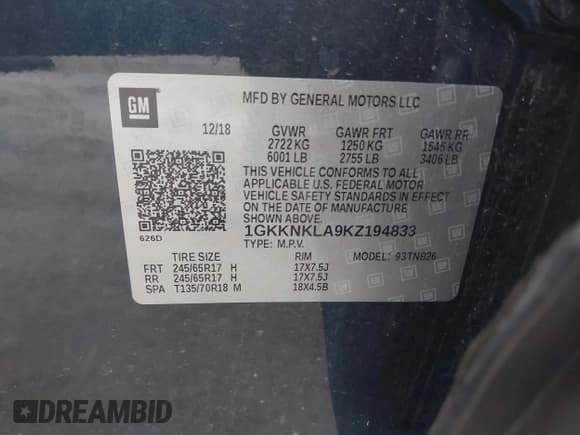 GM
MFD BY GENERAL MOTORS LLC
12/18 GVWR GAWR FRT GAWR RR
2722 KG 1250 KG 1545 KG
6001 LB 2755 LB 3406 LB
THIS VEHICLE CONFORMS TO ALL
APPLICABLE U.S. FEDERAL MOTOR
VEHICLE SAFETY STANDARDS IN EFFECT
ON THE DATE OF MANUFACTURE
SHOWN ABOVE.
626D
1GKKNKLA9KZ194833
TYPE: M.P.V.
TIRE SIZE RIM MODEL: 93TNB26
FRT 245/65R17 H 17X7.5J
RR 245/65R17 H 17X7.5J
SPA T135/70R18 M 18X4.5B
DREAMBID